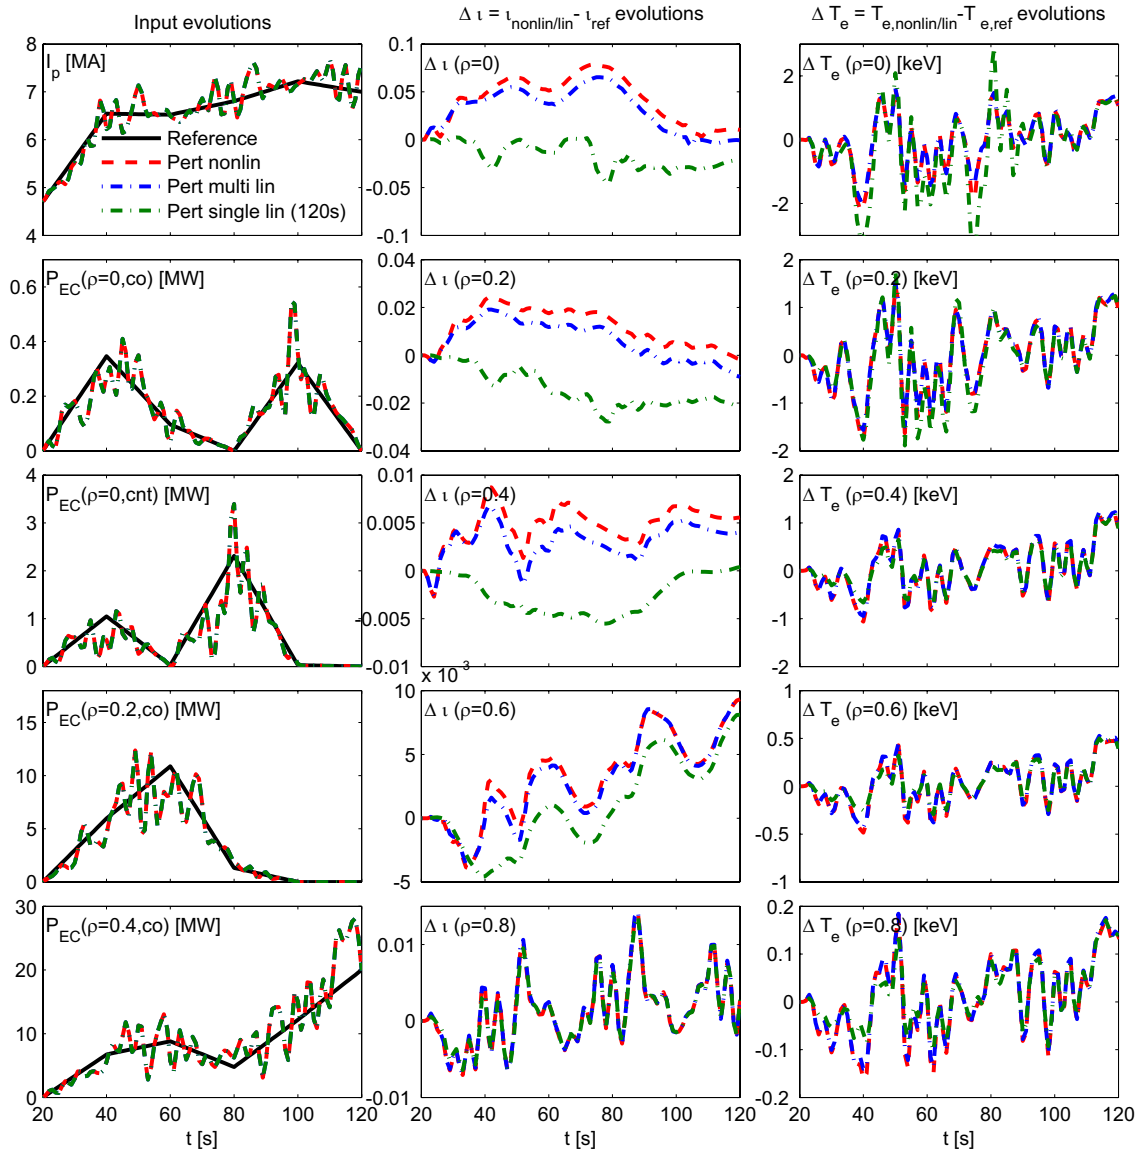 Input evolutions
Δ ι = ι_nonlin/lin - ι_ref evolutions
Δ T_e = T_e,nonlin/lin-T_e,ref evolutions
I_p [MA]
8
7
6
5
4
Reference
Pert nonlin
Pert multi lin
Pert single lin (120s)
Δ ι (ρ=0)
0.1
0.05
0
-0.05
-0.1
Δ T_e (ρ=0) [keV]
2
0
-2
P_EC(ρ=0,co) [MW]
0.6
0.4
0.2
0
Δ ι (ρ=0.2)
0.04
0.02
0
-0.02
-0.04
Δ T_e (ρ=0.2) [keV]
2
1
0
-1
-2
P_EC(ρ=0,cnt) [MW]
4
3
2
1
0
Δ ι (ρ=0.4)
0.01
0.005
0
-0.005
-0.01
Δ T_e (ρ=0.4) [keV]
2
1
0
-1
-2
P_EC(ρ=0.2,co) [MW]
15
10
5
0
x 10^-3
Δ ι (ρ=0.6)
10
5
0
-5
Δ T_e (ρ=0.6) [keV]
1
0.5
0
-0.5
-1
P_EC(ρ=0.4,co) [MW]
30
20
10
0
20 40 60 80 100 120
t [s]
Δ ι (ρ=0.8)
0.01
0
-0.01
20 40 60 80 100 120
t [s]
Δ T_e (ρ=0.8) [keV]
0.2
0.1
0
-0.1
-0.2
20 40 60 80 100 120
t [s]